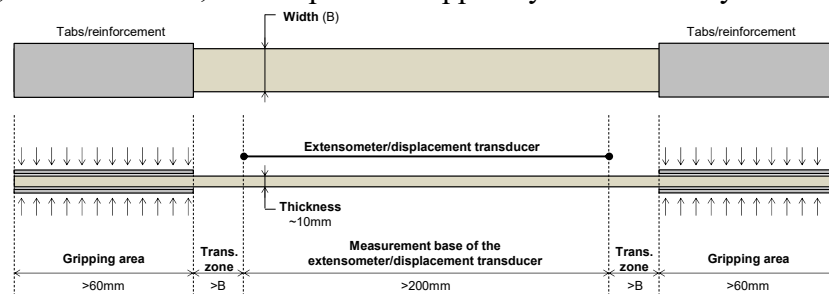 Width (B)
Tabs/reinforcement
Tabs/reinforcement
Extensometer/displacement transducer
Thickness
~10mm
Gripping area
Trans.
zone
Measurement base of the
extensometer/displacement transducer
Trans.
zone
Gripping area
>60mm
>B
>200mm
>B
>60mm